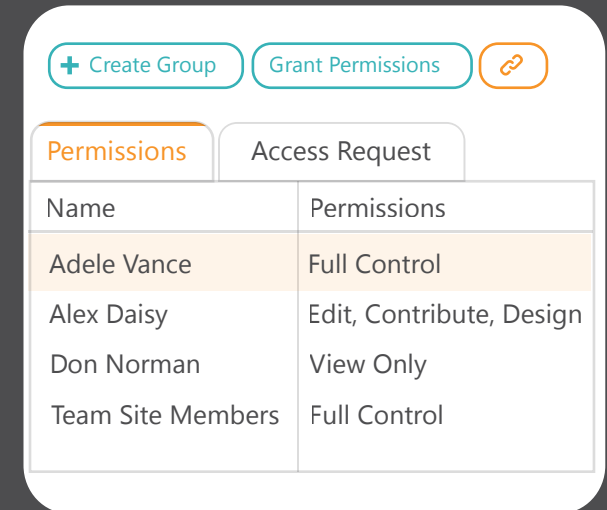 Create Group Grant Permissions
Permissions Access Request
Name Permissions
Adele Vance Full Control
Alex Daisy Edit, Contribute, Design
Don Norman View Only
Team Site Members Full Control